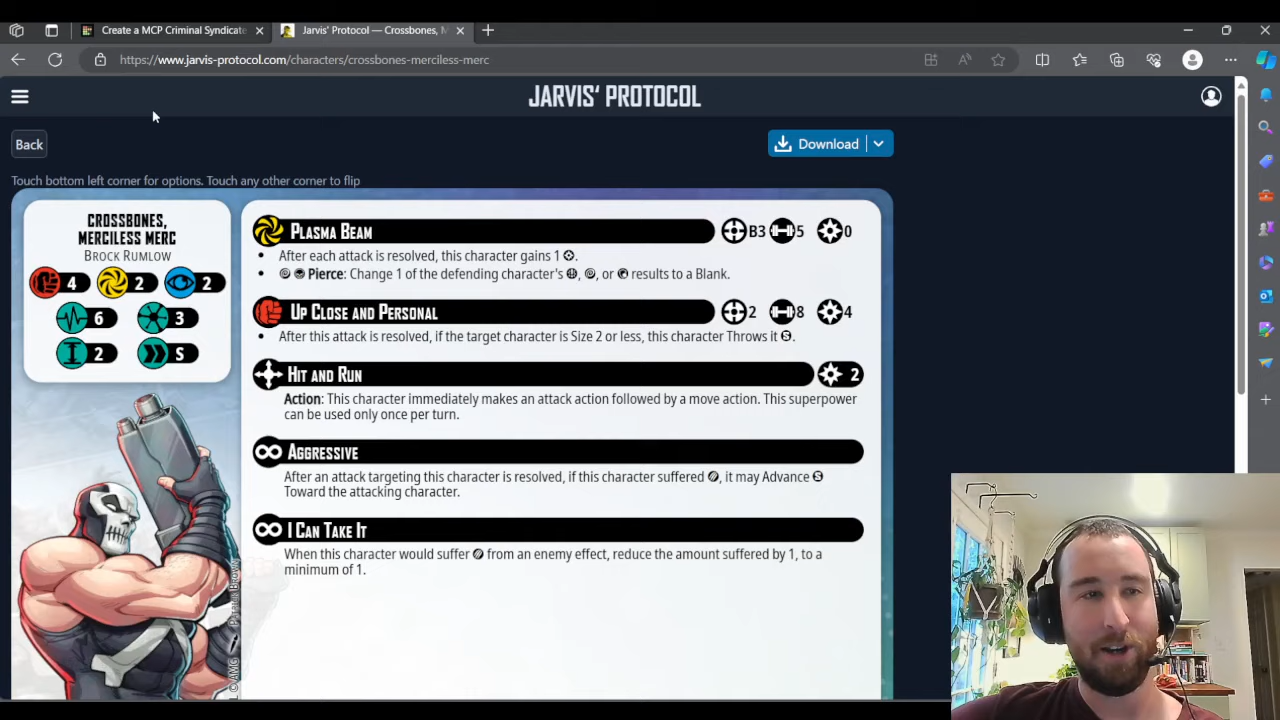 Create a MCP Criminal Syndicate
Jarvis' Protocol — Crossbones, M
https://www.jarvis-protocol.com/characters/crossbones-merciless-merc
JARVIS' PROTOCOL
Back
Download
Touch bottom left corner for options. Touch any other corner to flip
CROSSBONES,
MERCILESS MERC
BROCK RUMLOW
4 2 2
6 3
2 S
PLASMA BEAM B3 5 0
• After each attack is resolved, this character gains 1 .
• Pierce: Change 1 of the defending character's , , or results to a Blank.
UP CLOSE AND PERSONAL 2 8 4
• After this attack is resolved, if the target character is Size 2 or less, this character Throws it S.
HIT AND RUN 2
Action: This character immediately makes an attack action followed by a move action. This superpower
can be used only once per turn.
AGGRESSIVE
After an attack targeting this character is resolved, if this character suffered , it may Advance S
Toward the attacking character.
I CAN TAKE IT
When this character would suffer from an enemy effect, reduce the amount suffered by 1, to a
minimum of 1.